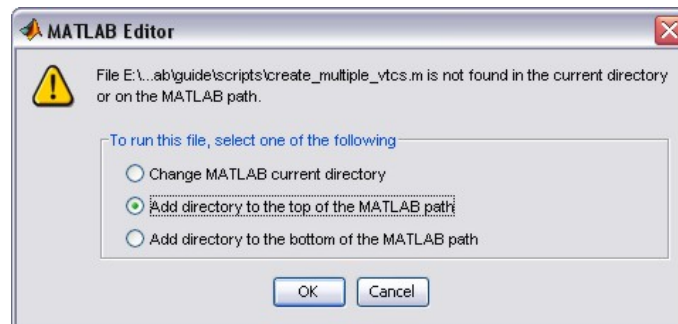 MATLAB Editor
File E:\...ab\guide\scripts\create_multiple_vtcs.m is not found in the current directory
or on the MATLAB path.
To run this file, select one of the following
Change MATLAB current directory
Add directory to the top of the MATLAB path
Add directory to the bottom of the MATLAB path
OK Cancel